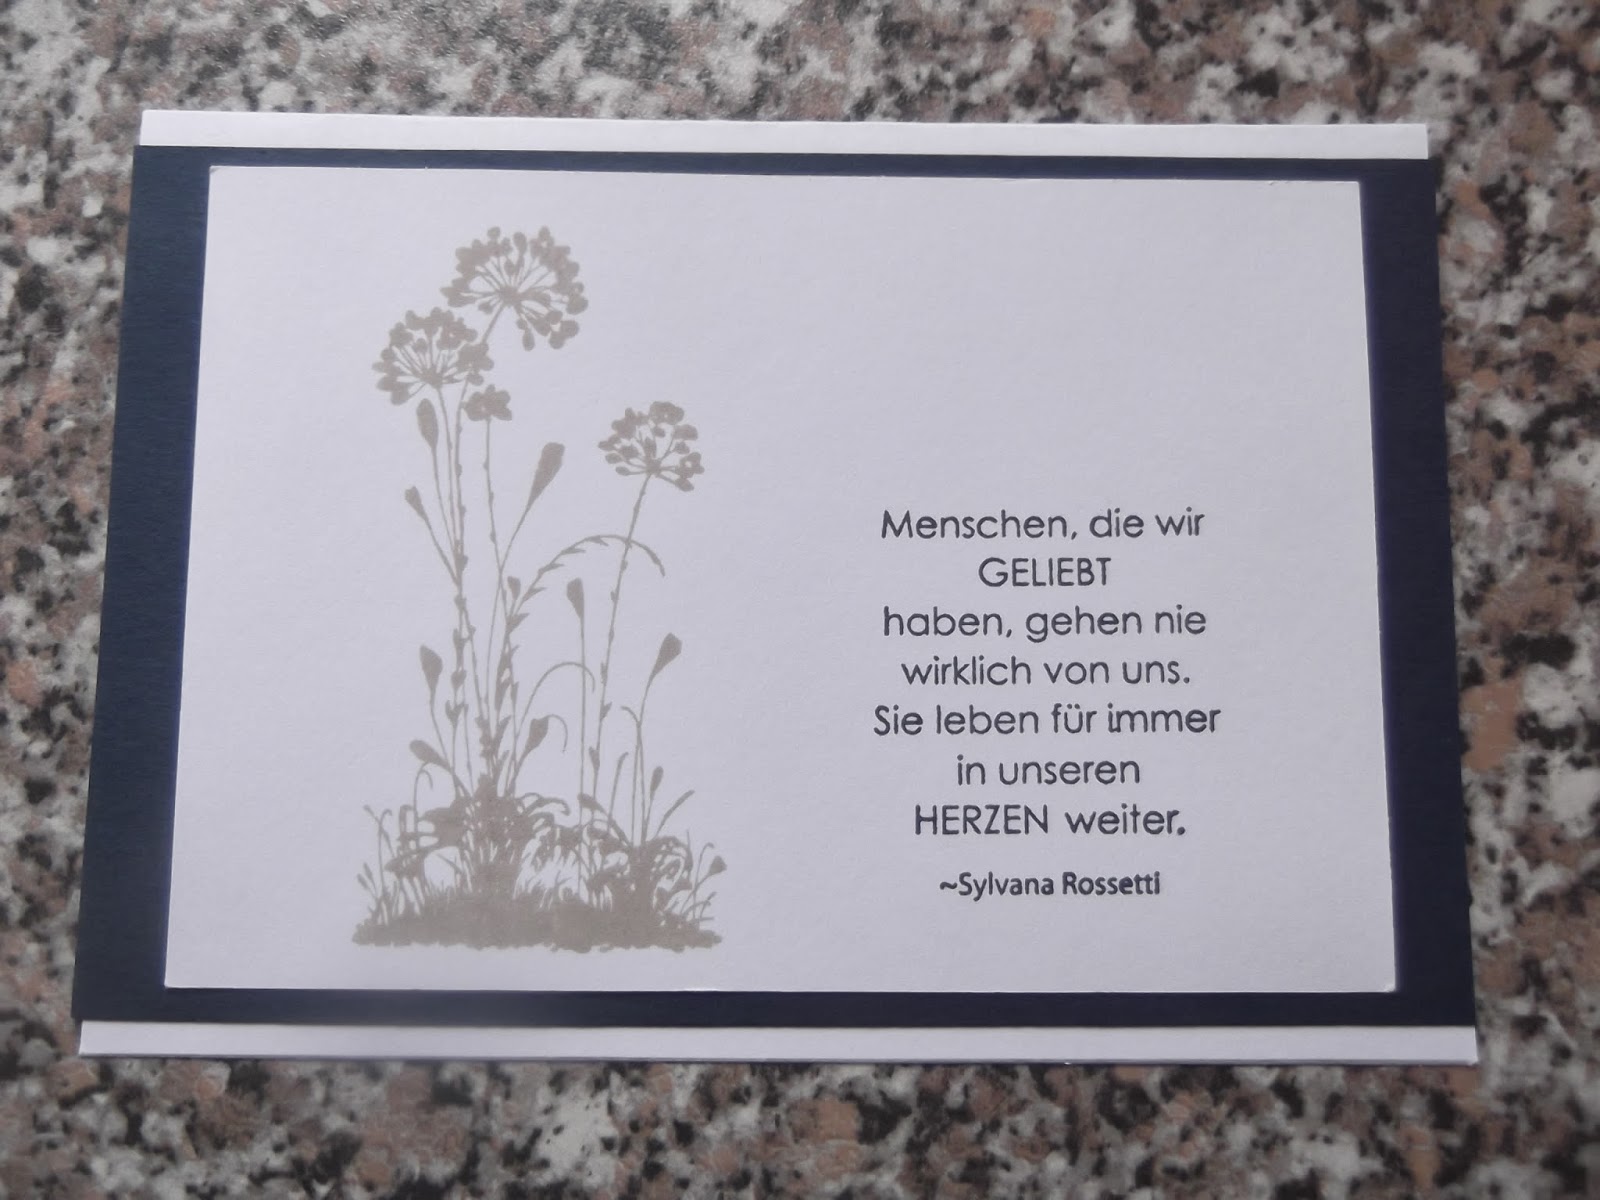 Menschen, die wir
GELIEBT
haben, gehen nie
wirklich von uns.
Sie leben für immer
in unseren
HERZEN weiter.
~Sylvana Rossetti